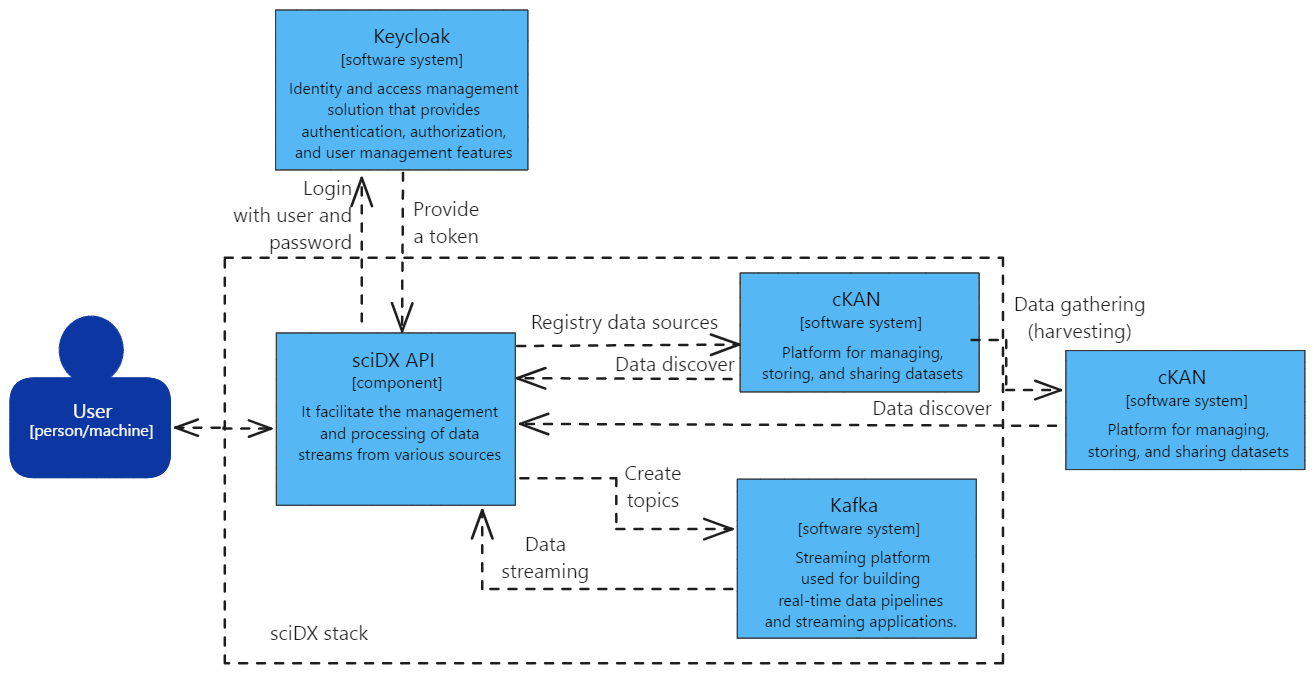 Keycloak
[software system]
Identity and access management
solution that provides
authentication, authorization,
and user management features
Login
with user and
password
Provide
a token
User
[person/machine]
sciDX API
[component]
It facilitate the management
and processing of data
streams from various sources
Registry data sources
Data discover
cKAN
[software system]
Platform for managing,
storing, and sharing datasets
Data gathering
(harvesting)
cKAN
[software system]
Platform for managing,
storing, and sharing datasets
Data discover
Create
topics
Data
streaming
Kafka
[software system]
Streaming platform
used for building
real-time data pipelines
and streaming applications.
sciDX stack